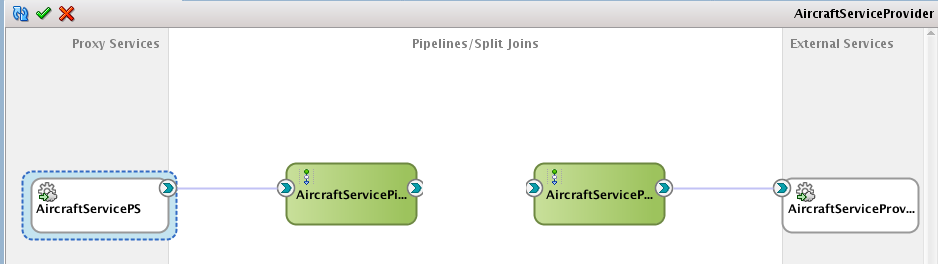 AircraftServiceProvider
Proxy Services
Pipelines/Split Joins
External Services
AircraftServicePS
AircraftServicePi...
AircraftServiceP...
AircraftServiceProv...